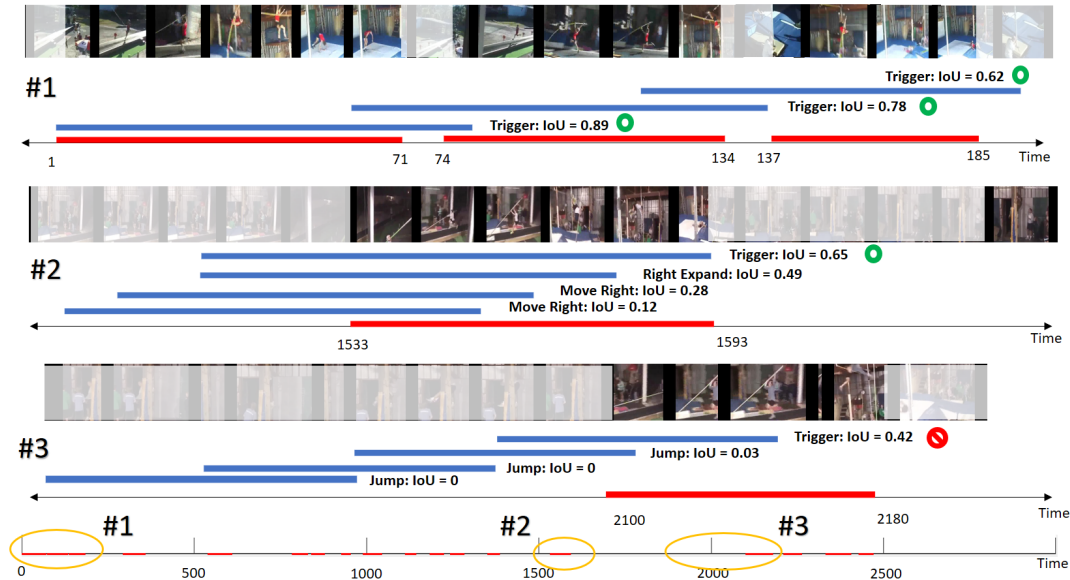 #1
Trigger: IoU = 0.62
Trigger: IoU = 0.78
Trigger: IoU = 0.89
1 71 74 134 137 185 Time
#2
Trigger: IoU = 0.65
Right Expand: IoU = 0.49
Move Right: IoU = 0.28
Move Right: IoU = 0.12
1533 1593 Time
#3
Trigger: IoU = 0.42
Jump: IoU = 0.03
Jump: IoU = 0
Jump: IoU = 0
2100 2180 Time
#1 #2 #3
0 500 1000 1500 2000 2500 Time